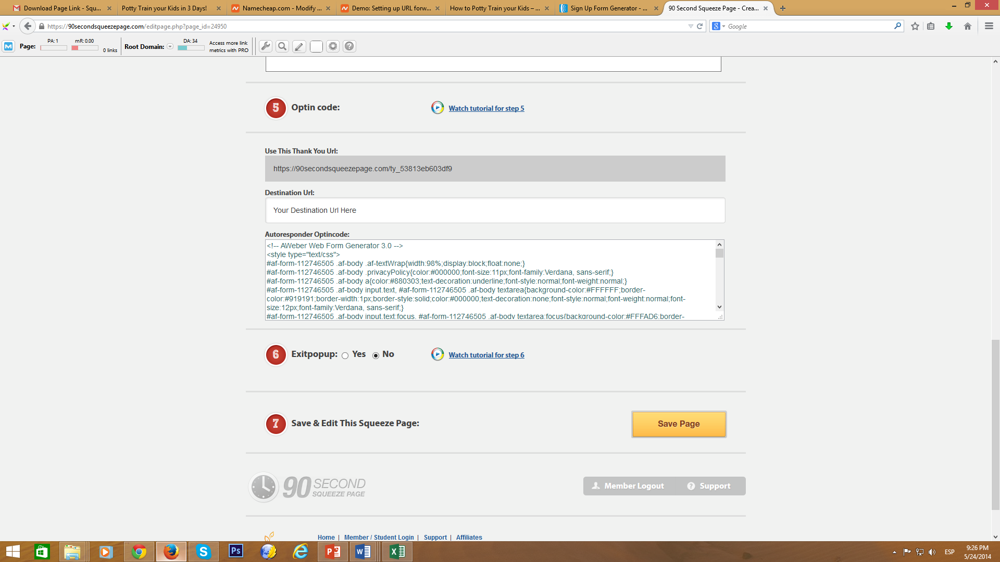 Download Page Link - Squ...
Potty Train your Kids in 3 Days!
Namecheap.com - Modify ...
Demo: Setting up URL forw...
How to Potty Train your Kids – ...
Sign Up Form Generator - ...
90 Second Squeeze Page - Crea...
https://90secondsqueezepage.com/editpage.php?page_id=24950
Google
Page:
PA: 1
mR: 0.00
0 links
Root Domain:
DA: 34
Access more link
metrics with PRO
5 Optin code:
Watch tutorial for step 5
Use This Thank You Url:
https://90secondsqueezepage.com/ty_53813eb603df9
Destination Url:
Your Destination Url Here
Autoresponder Optincode:
<!-- AWeber Web Form Generator 3.0 -->
<style type="text/css">
#af-form-112746505 .af-body .af-textWrap{width:98%;display:block;float:none;}
#af-form-112746505 .af-body .privacyPolicy{color:#000000;font-size:11px;font-family:Verdana, sans-serif;}
#af-form-112746505 .af-body a{color:#880303;text-decoration:underline;font-style:normal;font-weight:normal;}
#af-form-112746505 .af-body input.text, #af-form-112746505 .af-body textarea{background-color:#FFFFFF;border-
color:#919191;border-width:1px;border-style:solid;color:#000000;text-decoration:none;font-style:normal;font-weight:normal;font-
size:12px;font-family:Verdana, sans-serif;}
#af-form-112746505 .af-body input.text:focus, #af-form-112746505 .af-body textarea:focus{background-color:#FFFAD6;border-
6 Exitpopup: Yes No
Watch tutorial for step 6
7 Save & Edit This Squeeze Page:
Save Page
90 SECOND
SQUEEZE PAGE
Member Logout
Support
Home | Member / Student Login | Support | Affiliates
Ps
ESP
9:26 PM
5/24/2014